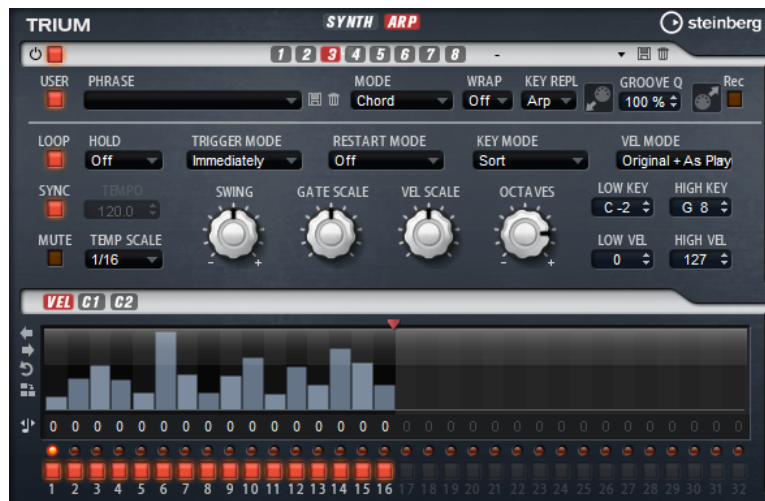 TRIUM SYNTH ARP steinberg
1 2 3 4 5 6 7 8 -
USER PHRASE MODE WRAP KEY REPL GROOVE Q Rec
Chord Off Arp 100 %
LOOP HOLD TRIGGER MODE RESTART MODE KEY MODE VEL MODE
Off Immediately Off Sort Original + As Play
SYNC TEMPO SWING GATE SCALE VEL SCALE OCTAVES LOW KEY HIGH KEY
120.0 C -2 G 8
MUTE TEMP SCALE LOW VEL HIGH VEL
1/16 - + - + 0 127
VEL C1 C2
0 0 0 0 0 0 0 0 0 0 0 0 0 0 0 0 0 0 0 0 0 0 0 0 0 0 0 0 0 0 0 0
1 2 3 4 5 6 7 8 9 10 11 12 13 14 15 16 17 18 19 20 21 22 23 24 25 26 27 28 29 30 31 32